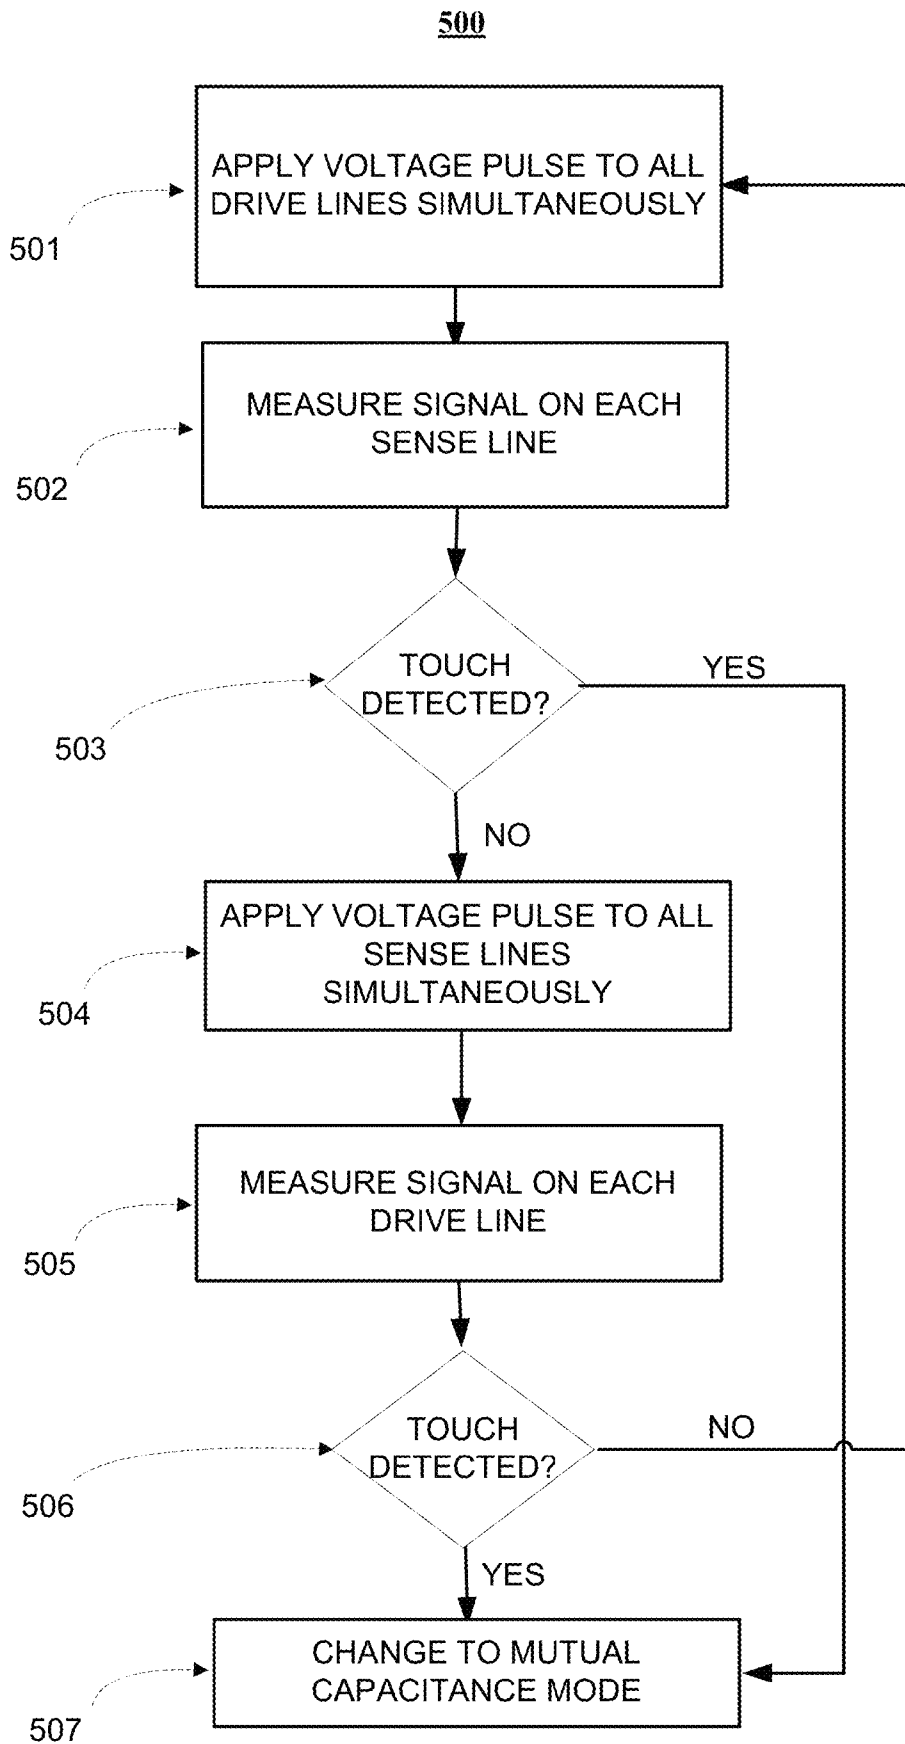 500
APPLY VOLTAGE PULSE TO ALL
DRIVE LINES SIMULTANEOUSLY
501
MEASURE SIGNAL ON EACH
SENSE LINE
502
TOUCH
DETECTED?
YES
503
NO
APPLY VOLTAGE PULSE TO ALL
SENSE LINES
SIMULTANEOUSLY
504
MEASURE SIGNAL ON EACH
DRIVE LINE
505
TOUCH
DETECTED?
NO
506
YES
CHANGE TO MUTUAL
CAPACITANCE MODE
507